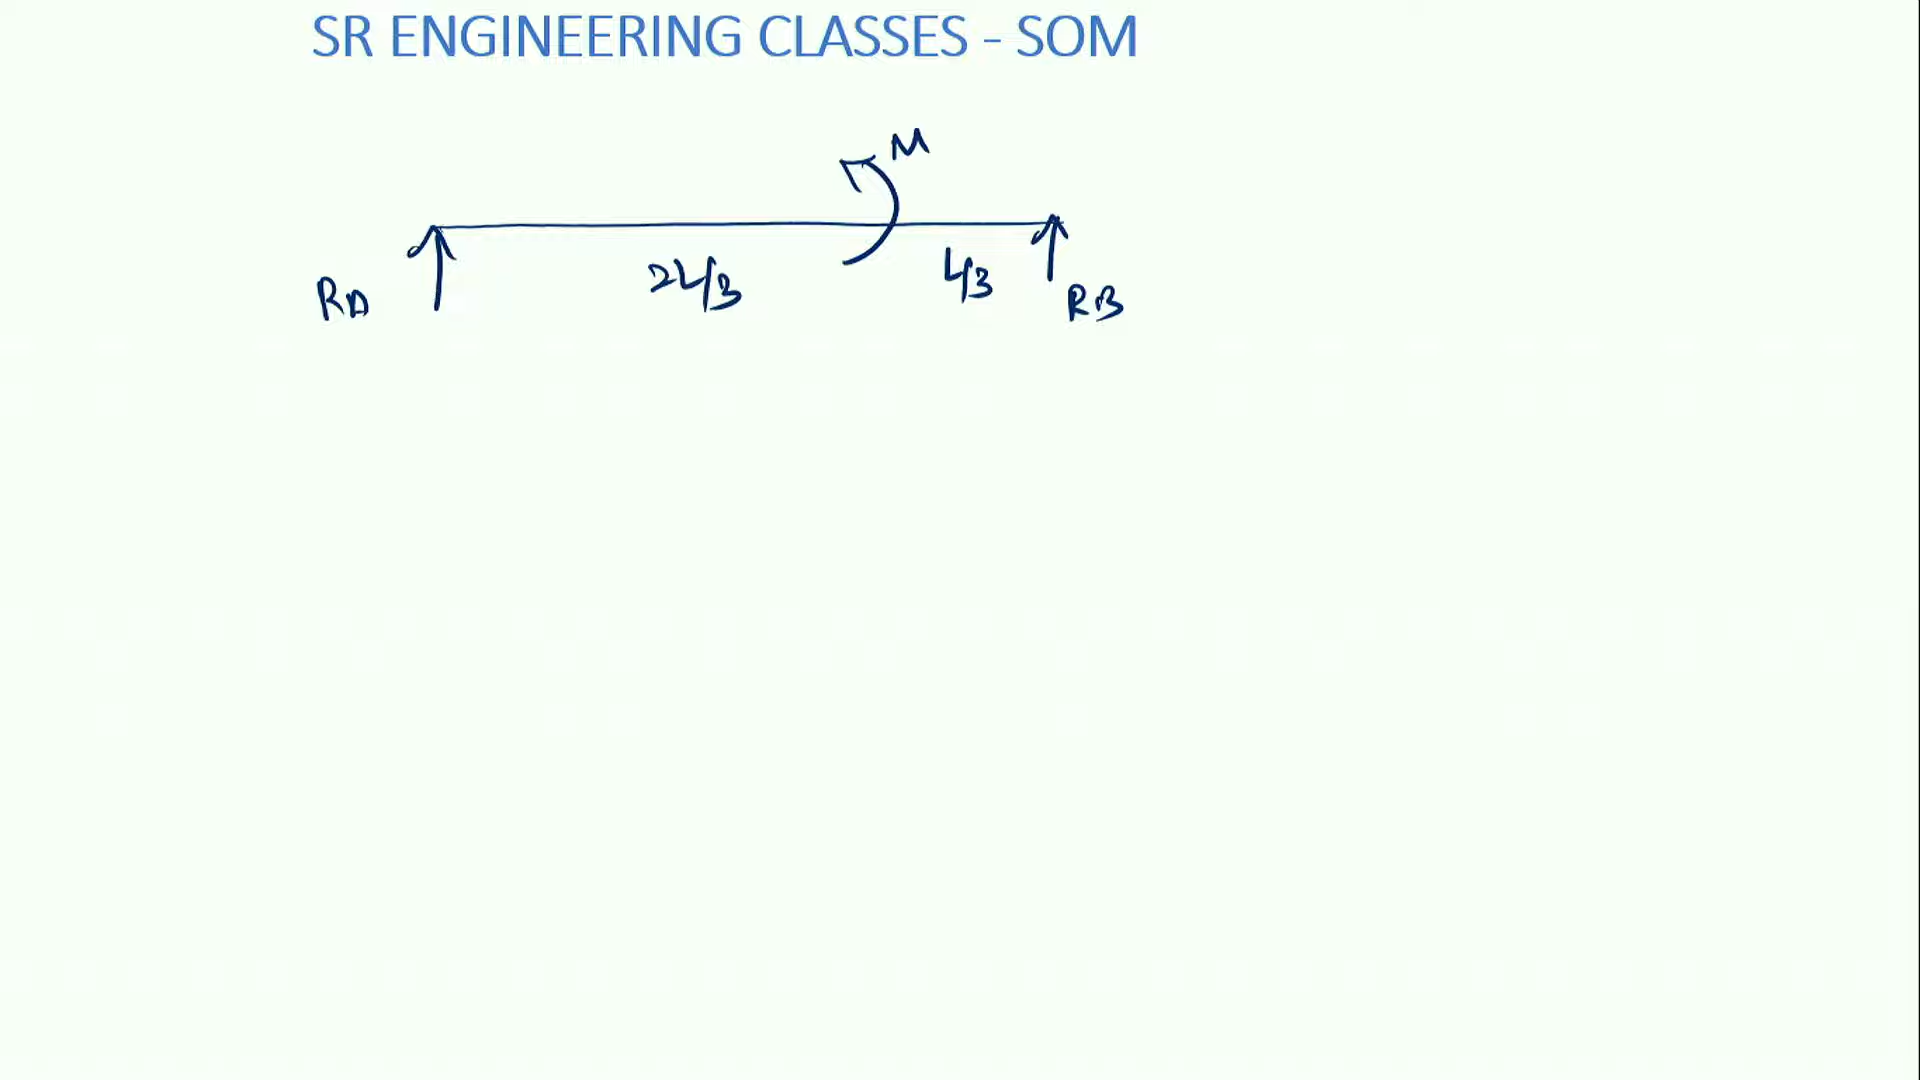 SR ENGINEERING CLASSES - SOM
M
2L/3
L/3
RA
RB